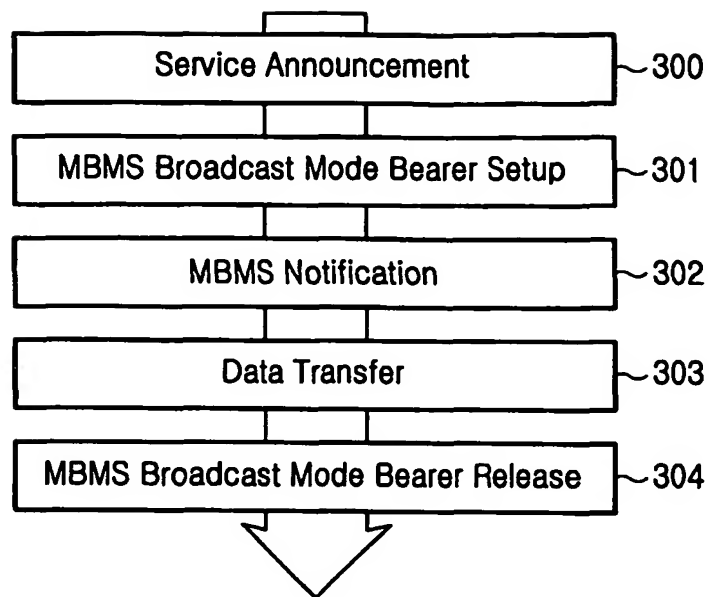 Service Announcement ~300
MBMS Broadcast Mode Bearer Setup ~301
MBMS Notification ~302
Data Transfer ~303
MBMS Broadcast Mode Bearer Release ~304